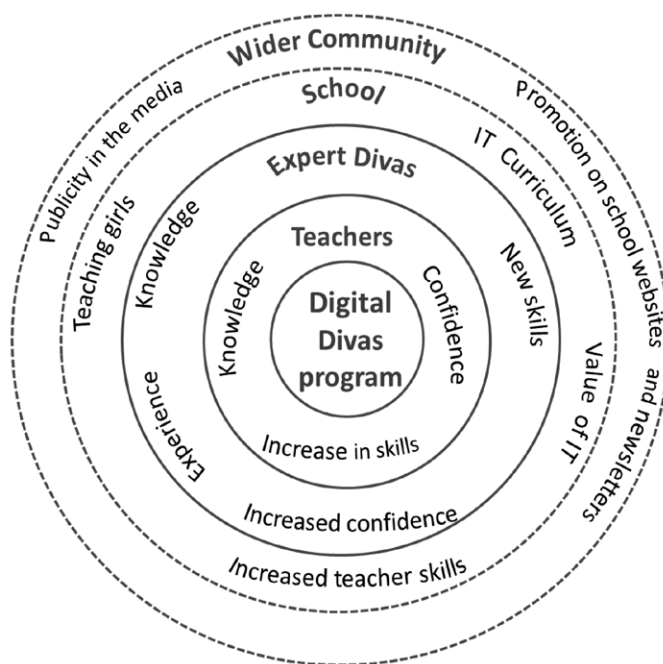 Wider Community
Publicity in the media
Promotion on school websites and newsletters
School
Teaching girls
IT Curriculum
Value of IT
Increased teacher skills
Expert Divas
Knowledge
New skills
Experience
Increased confidence
Teachers
Knowledge
Confidence
Increase in skills
Digital
Divas
program